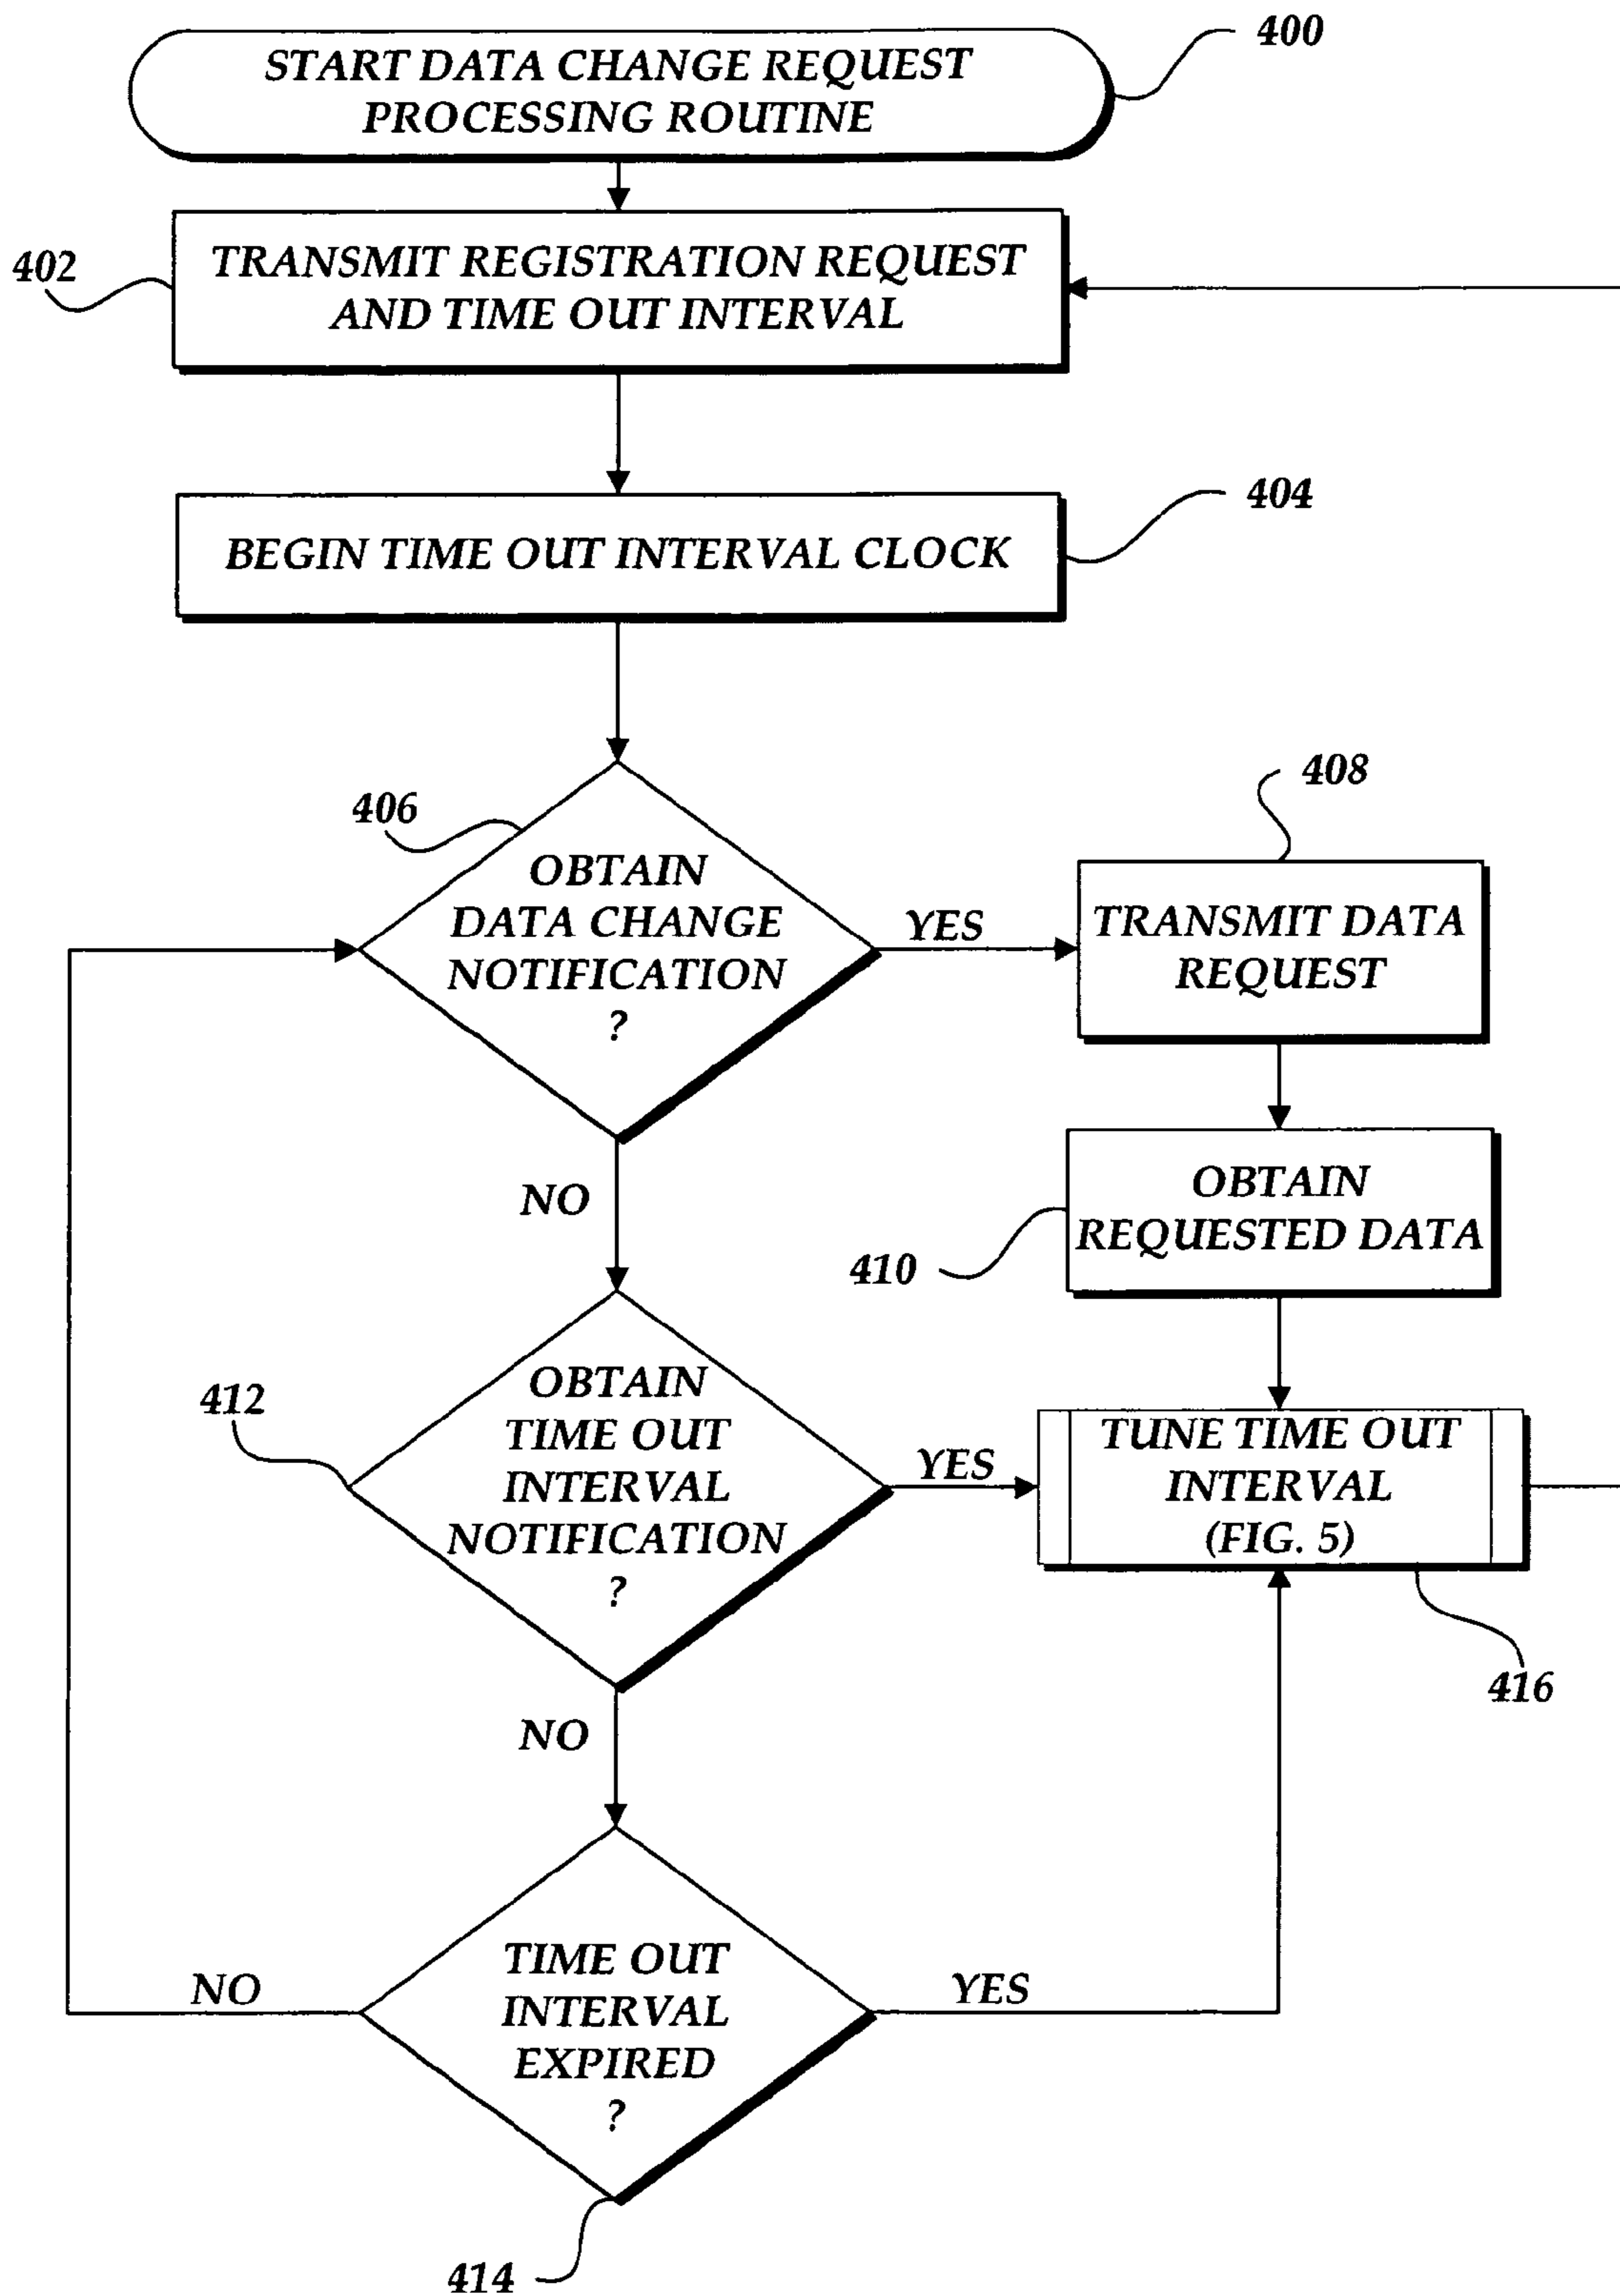 400
START DATA CHANGE REQUEST
PROCESSING ROUTINE
402
TRANSMIT REGISTRATION REQUEST
AND TIME OUT INTERVAL
404
BEGIN TIME OUT INTERVAL CLOCK
406
OBTAIN
DATA CHANGE
NOTIFICATION
?
YES
408
TRANSMIT DATA
REQUEST
NO
OBTAIN
REQUESTED DATA
410
412
OBTAIN
TIME OUT
INTERVAL
NOTIFICATION
?
YES
TUNE TIME OUT
INTERVAL
(FIG. 5)
416
NO
TIME OUT
INTERVAL
EXPIRED
?
NO
YES
414